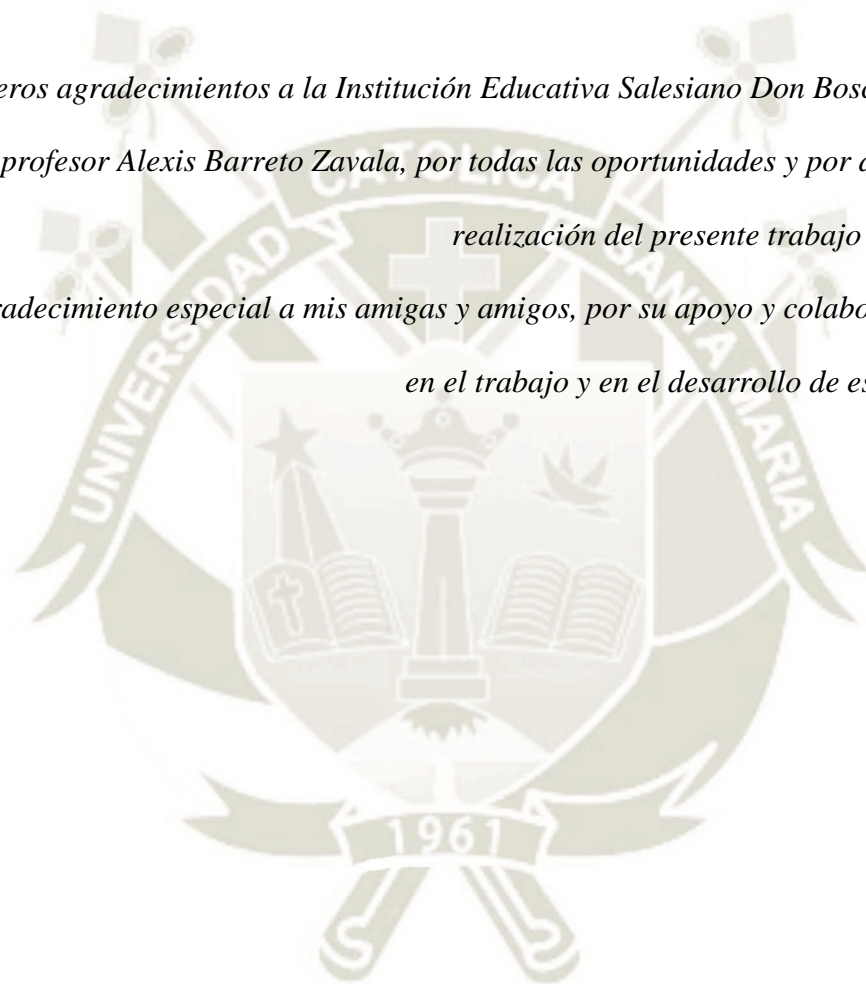 eros agradecimientos a la Institución Educativa Salesiano Don Bosc
profesor Alexis Barreto Zavala, por todas las oportunidades y por
realización del presente trabajo
radecimiento especial a mis amigas y amigos, por su apoyo y colabo
en el trabajo y en el desarrollo de es
UNIVERSIDAD CATOLICA SANTA MARIA
1961